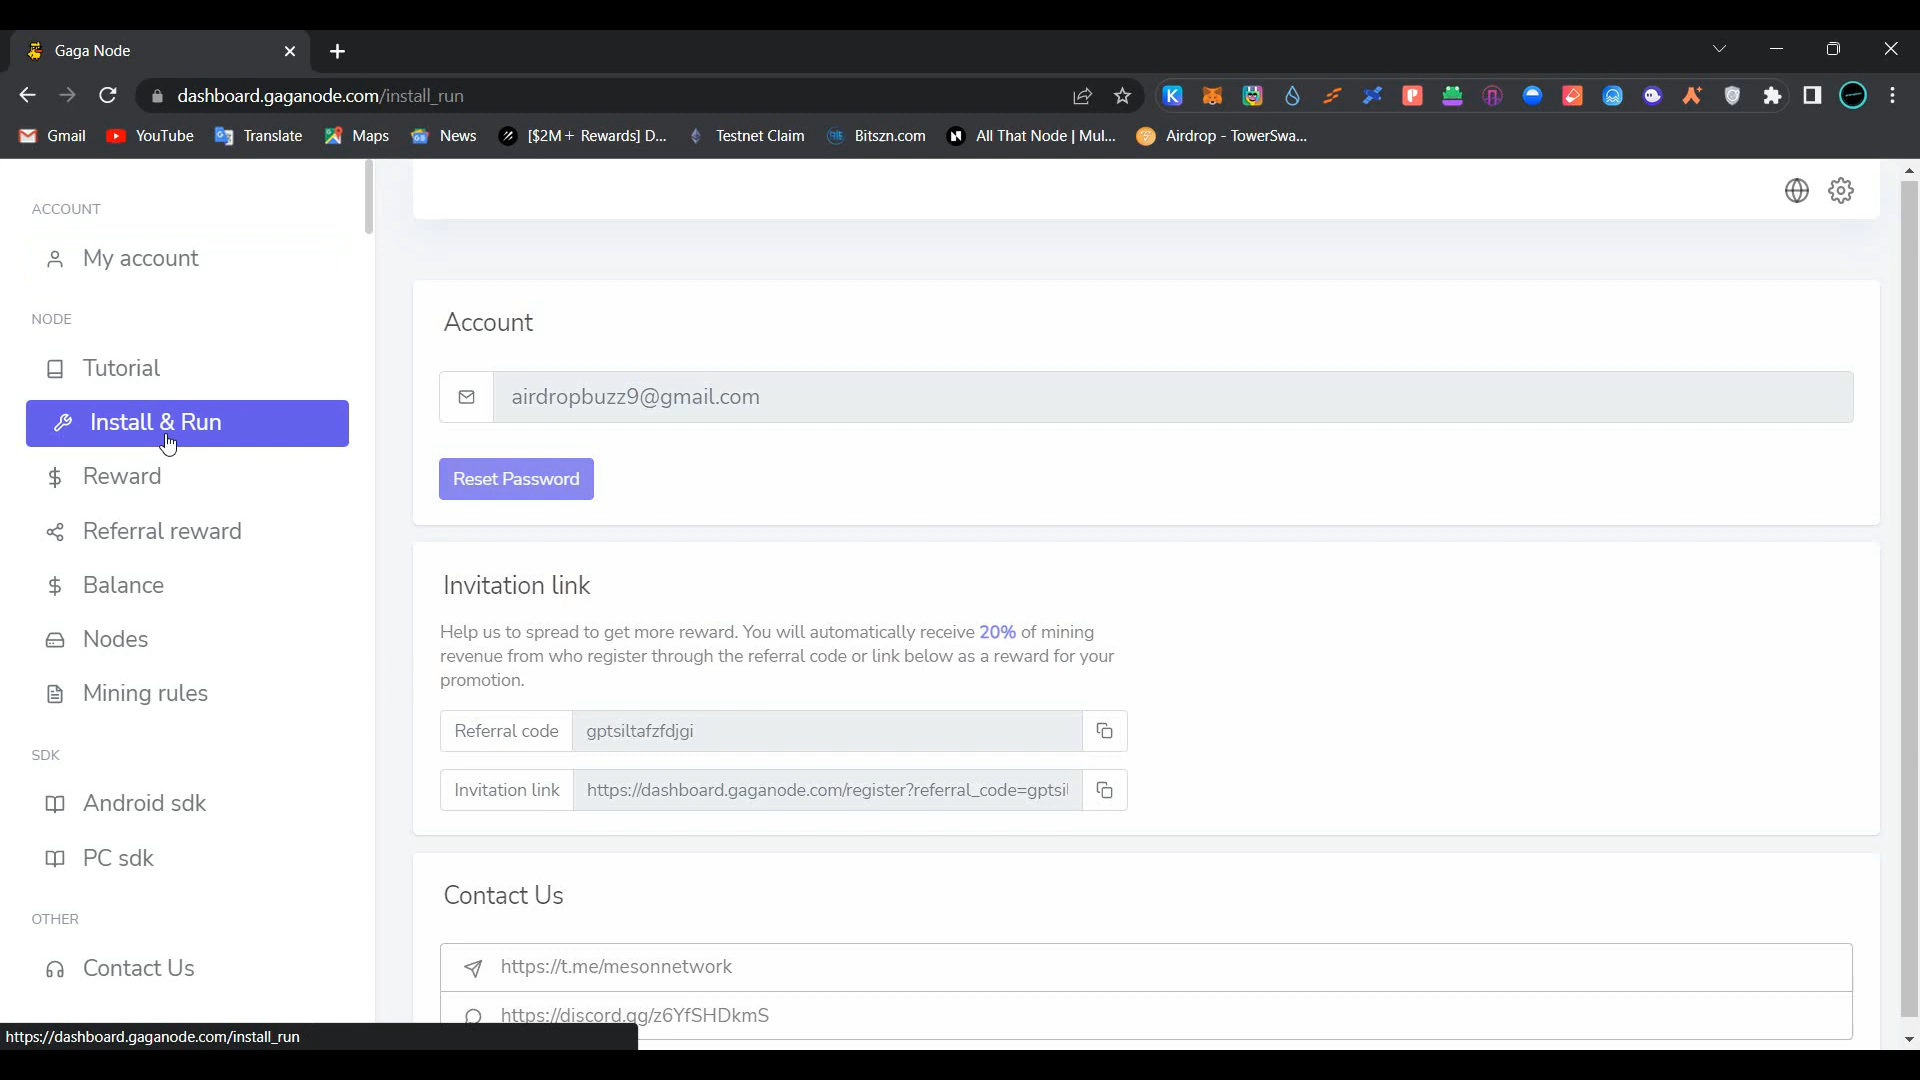 Gaga Node
dashboard.gaganode.com/install_run
Gmail YouTube Translate Maps News [$2M+ Rewards] D... Testnet Claim Bitszn.com All That Node | Mul... Airdrop - TowerSwa...
ACCOUNT
My account
NODE
Tutorial
Install & Run
Reward
Referral reward
Balance
Nodes
Mining rules
SDK
Android sdk
PC sdk
OTHER
Contact Us
Account
airdropbuzz9@gmail.com
Reset Password
Invitation link
Help us to spread to get more reward. You will automatically receive 20% of mining
revenue from who register through the referral code or link below as a reward for your
promotion.
Referral code gptsiltafzfdjgi
Invitation link https://dashboard.gaganode.com/register?referral_code=gptsil
Contact Us
https://t.me/mesonnetwork
https://discord.gg/z6YfSHDkmS
https://dashboard.gaganode.com/install_run